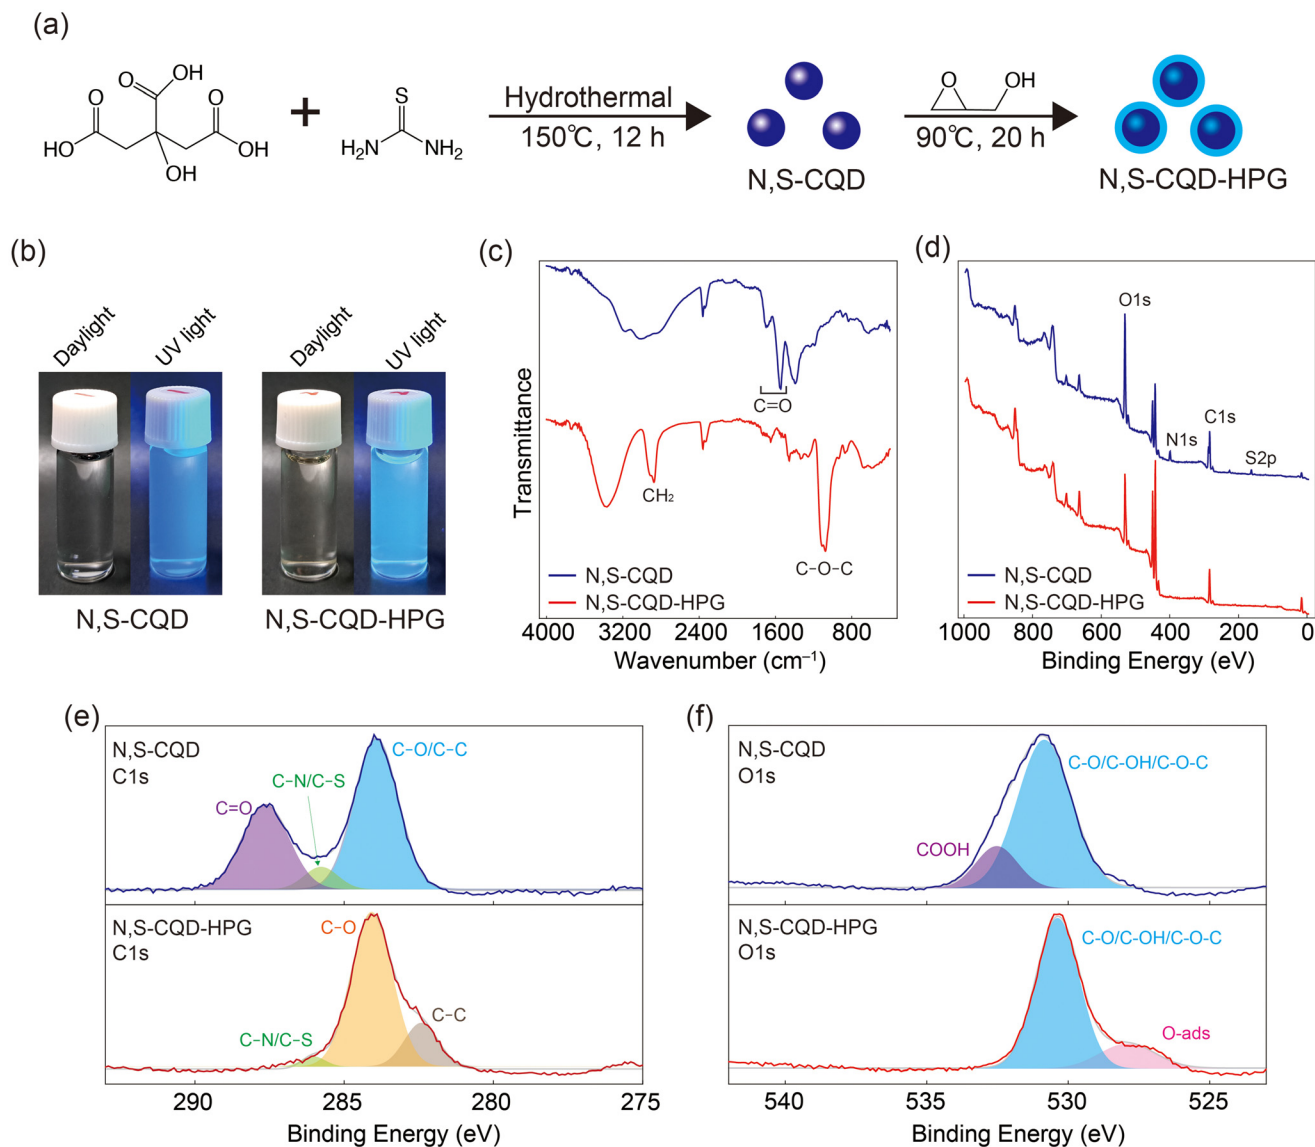 (a)
O
OH
O
O
HO
OH
OH
+
S
H₂N
NH₂
Hydrothermal
150℃, 12 h
N,S-CQD
O
OH
90℃, 20 h
N,S-CQD-HPG
(b)
Daylight
UV light
Daylight
UV light
N,S-CQD
N,S-CQD-HPG
(c)
Transmittance
C=O
CH₂
C-O-C
N,S-CQD
N,S-CQD-HPG
4000 3200 2400 1600 800
Wavenumber (cm⁻¹)
(d)
O1s
N1s
C1s
S2p
N,S-CQD
N,S-CQD-HPG
1000 800 600 400 200 0
Binding Energy (eV)
(e)
N,S-CQD
C1s
C=O
C-N/C-S
C-O/C-C
N,S-CQD-HPG
C1s
C-O
C-N/C-S
C-C
290 285 280 275
Binding Energy (eV)
(f)
N,S-CQD
O1s
C-O/C-OH/C-O-C
COOH
N,S-CQD-HPG
O1s
C-O/C-OH/C-O-C
O-ads
540 535 530 525
Binding Energy (eV)